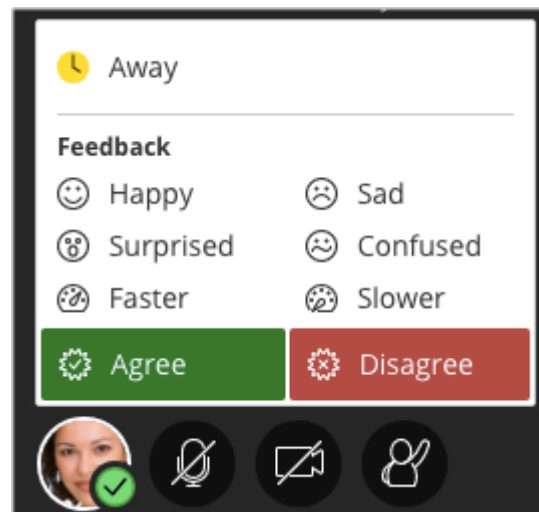 Away
Feedback
Happy Sad
Surprised Confused
Faster Slower
Agree Disagree